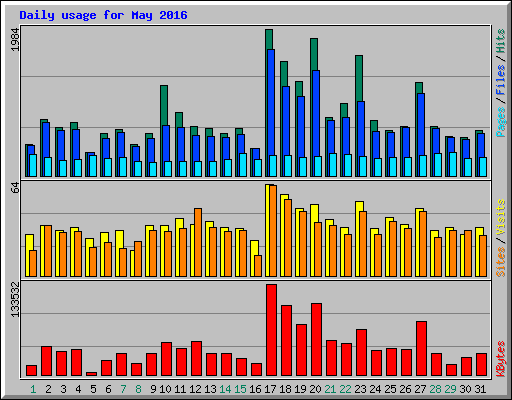 Daily usage for May 2016
1984
Pages / Files / Hits
64
Sites / Visits
133532
KBytes
1 2 3 4 5 6 7 8 9 10 11 12 13 14 15 16 17 18 19 20 21 22 23 24 25 26 27 28 29 30 31